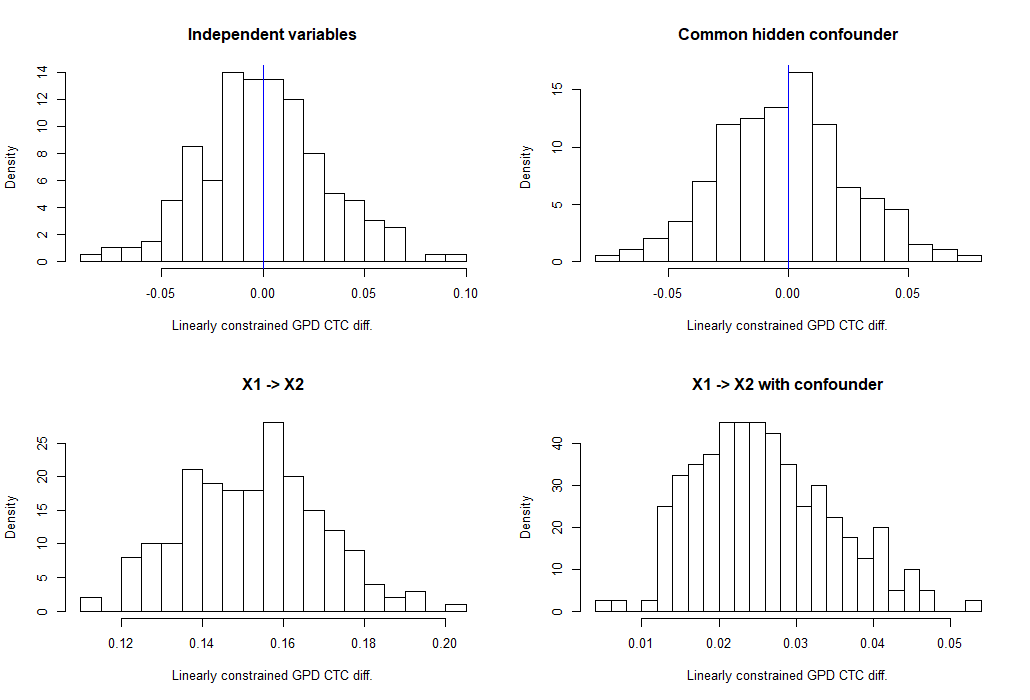 Independent variables
Density
0 2 4 6 8 10 12 14
-0.05 0.00 0.05 0.10
Linearly constrained GPD CTC diff.
Common hidden confounder
Density
0 5 10 15
-0.05 0.00 0.05
Linearly constrained GPD CTC diff.
X1 -> X2
Density
0 5 10 15 20 25
0.12 0.14 0.16 0.18 0.20
Linearly constrained GPD CTC diff.
X1 -> X2 with confounder
Density
0 10 20 30 40
0.01 0.02 0.03 0.04 0.05
Linearly constrained GPD CTC diff.